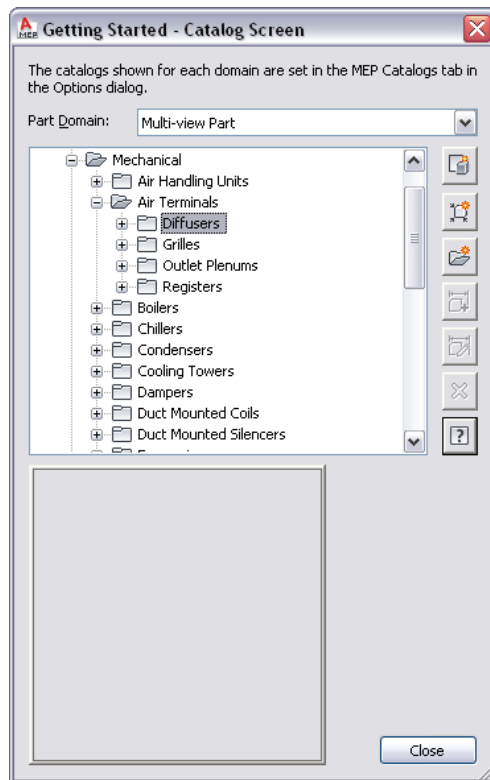 A
MEP
Getting Started - Catalog Screen
The catalogs shown for each domain are set in the MEP Catalogs tab in
the Options dialog.
Part Domain: Multi-view Part
Mechanical
Air Handling Units
Air Terminals
Diffusers
Grilles
Outlet Plenums
Registers
Boilers
Chillers
Condensers
Cooling Towers
Dampers
Duct Mounted Coils
Duct Mounted Silencers
?
Close